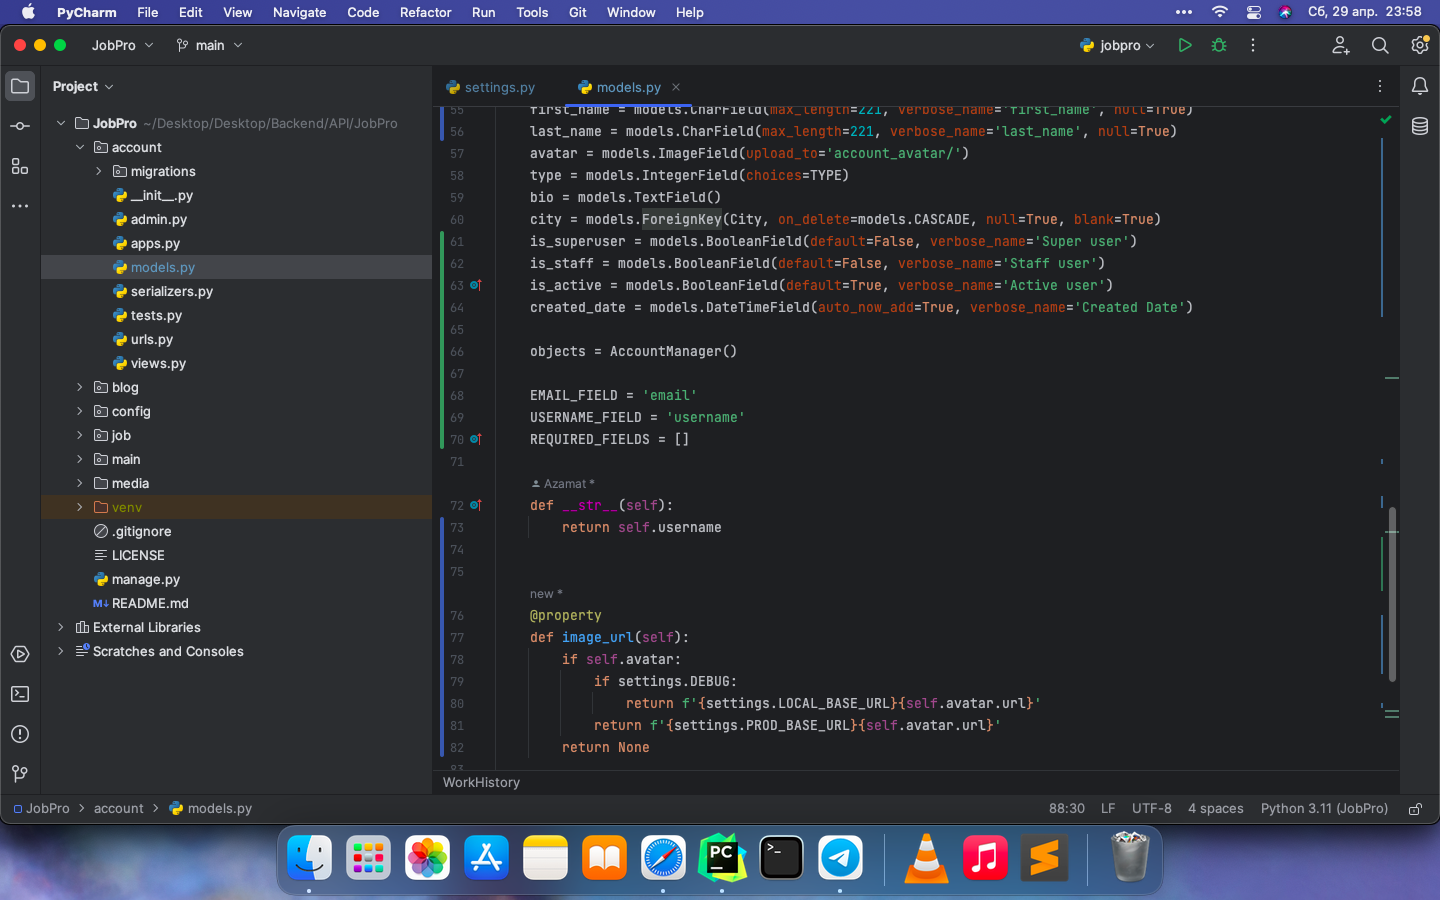 PyCharm File Edit View Navigate Code Refactor Run Tools Git Window Help Сб, 29 апр. 23:58
JobPro main jobpro
Project
settings.py models.py
JobPro ~/Desktop/Desktop/Backend/API/JobPro
account
migrations
__init__.py
admin.py
apps.py
models.py
serializers.py
tests.py
urls.py
views.py
blog
config
job
main
media
venv
.gitignore
LICENSE
manage.py
README.md
External Libraries
Scratches and Consoles
55 first_name = models.CharField(max_length=221, verbose_name='first_name', null=True)
56 last_name = models.CharField(max_length=221, verbose_name='last_name', null=True)
57 avatar = models.ImageField(upload_to='account_avatar/')
58 type = models.IntegerField(choices=TYPE)
59 bio = models.TextField()
60 city = models.ForeignKey(City, on_delete=models.CASCADE, null=True, blank=True)
61 is_superuser = models.BooleanField(default=False, verbose_name='Super user')
62 is_staff = models.BooleanField(default=False, verbose_name='Staff user')
63 is_active = models.BooleanField(default=True, verbose_name='Active user')
64 created_date = models.DateTimeField(auto_now_add=True, verbose_name='Created Date')
65
66 objects = AccountManager()
67
68 EMAIL_FIELD = 'email'
69 USERNAME_FIELD = 'username'
70 REQUIRED_FIELDS = []
71
Azamat *
72 def __str__(self):
73 return self.username
74
75
new *
76 @property
77 def image_url(self):
78 if self.avatar:
79 if settings.DEBUG:
80 return f'{settings.LOCAL_BASE_URL}{self.avatar.url}'
81 return f'{settings.PROD_BASE_URL}{self.avatar.url}'
82 return None
83
WorkHistory
JobPro account models.py 88:30 LF UTF-8 4 spaces Python 3.11 (JobPro)
PC